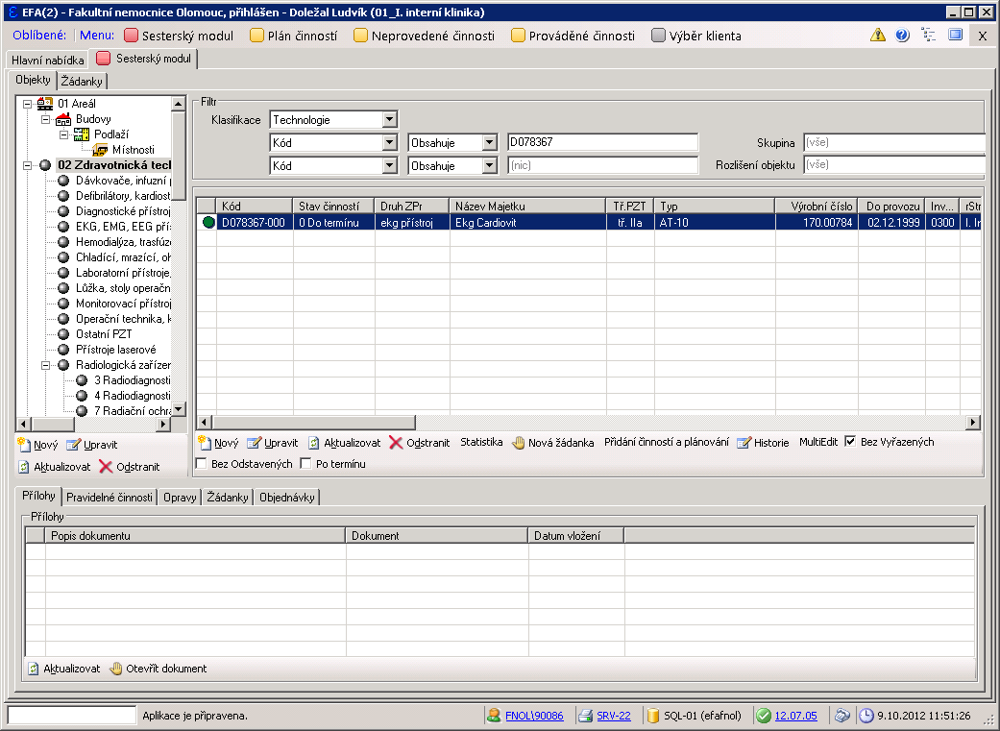 EFA(2) - Fakultní nemocnice Olomouc, přihlášen - Doležal Ludvík (01_I. interní klinika)
Oblíbené: Menu: Sesterský modul Plán činností Neprovedené činnosti Prováděné činnosti Výběr klienta X
Hlavní nabídka Sesterský modul
Objekty Žádanky
01 Areál
Budovy
Podlaží
Místnosti
02 Zdravotnická tech
Dávkovače, infuzní p
Defibrilátory, kardiost
Diagnostické přístroj
EKG, EMG, EEG přís
Hemodialýza, trasfúze
Chladící, mrazící, oh
Laboratorní přístroje,
Lůžka, stoly operačn
Monitorovací přístroj
Operační technika, k
Ostatní PZT
Přístroje laserové
Radiologická zařízen
3 Radiodiagnosti
4 Radiodiagnosti
7 Radiační ochra
Nový Upravit
Aktualizovat Odstranit
Filtr
Klasifikace Technologie
Kód Obsahuje D078367 Skupina (vše)
Kód Obsahuje (nic) Rozlišení objektu (vše)
Kód Stav činností Druh ZPr Název Majetku Tř.PZT Typ Výrobní číslo Do provozu Inv... rStr
D078367-000 0 Do termínu ekg přístroj Ekg Cardiovit tř. IIa AT-10 170.00784 02.12.1999 0300 I. In
Nový Upravit Aktualizovat Odstranit Statistika Nová žádanka Přidání činností a plánování Historie MultiEdit Bez Vyřazených
Bez Odstavených Po termínu
Přílohy Pravidelné činnosti Opravy Žádanky Objednávky
Přílohy
Popis dokumentu Dokument Datum vložení
Aktualizovat Otevřít dokument
Aplikace je připravena. FNOL\90086 SRV-22 SQL-01 (efafnol) 12.07.05 9.10.2012 11:51:26